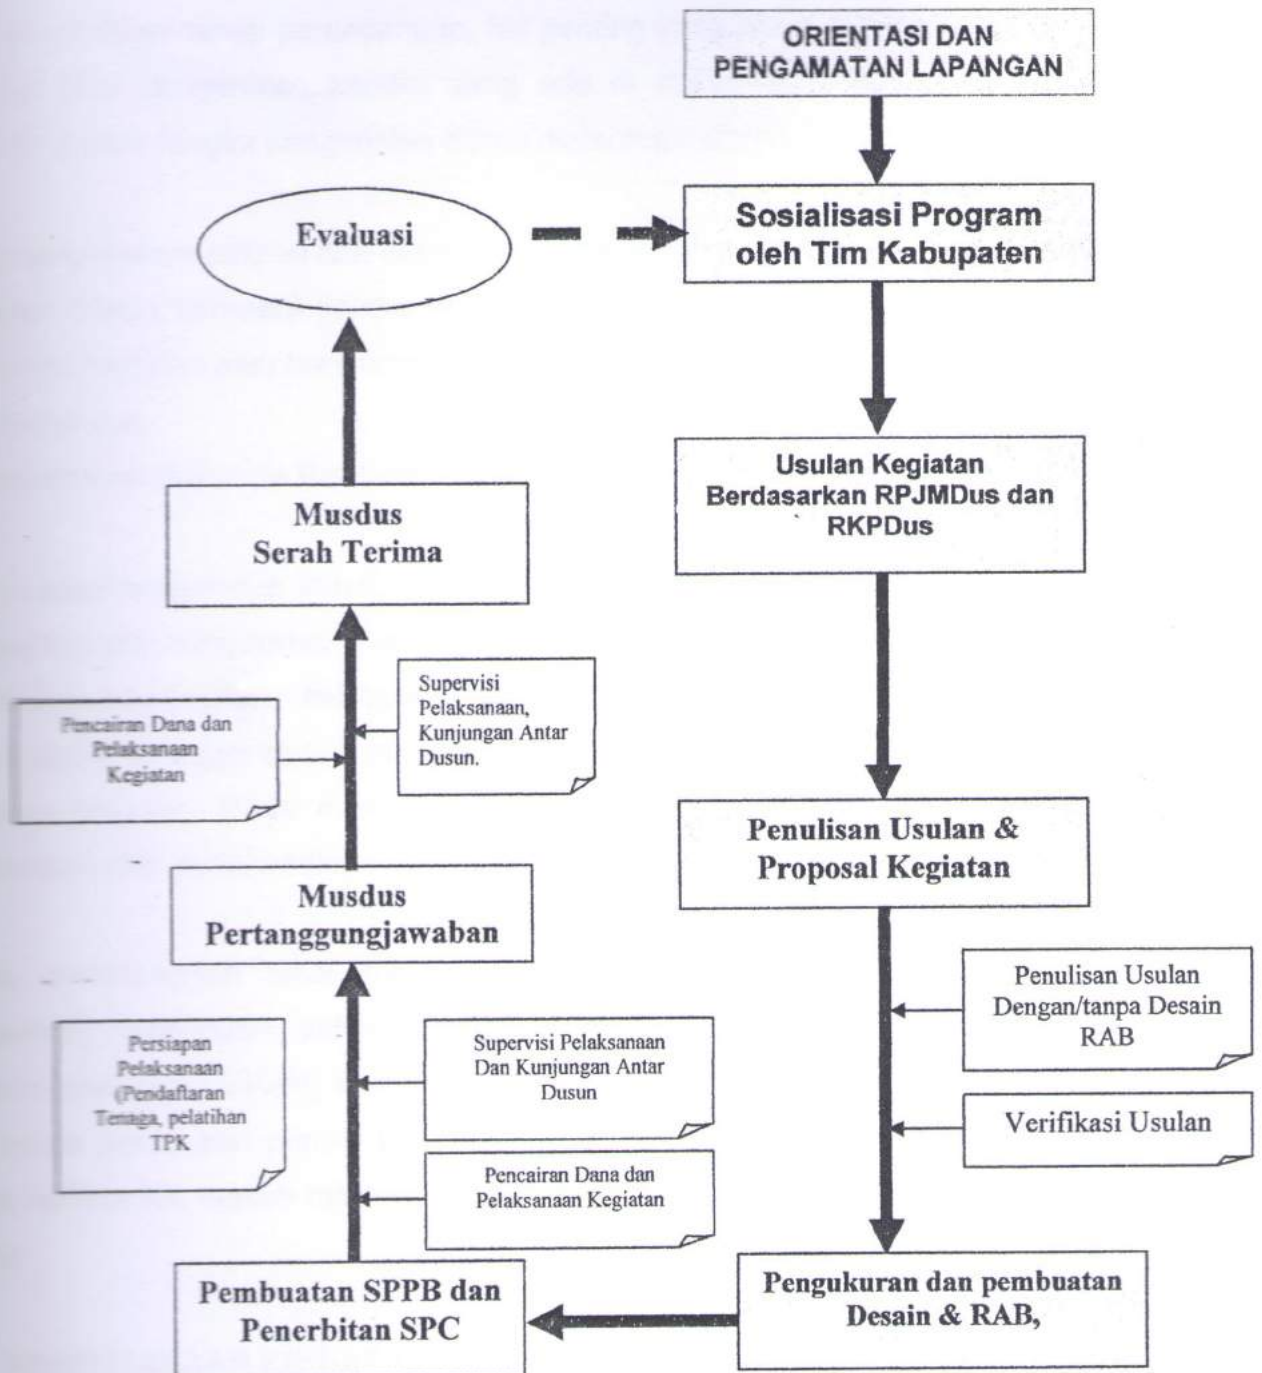 ORIENTASI DAN
PENGAMATAN LAPANGAN
Evaluasi
Sosialisasi Program
oleh Tim Kabupaten
Usulan Kegiatan
Berdasarkan RPJMDus dan
RKPDus
Musdus
Serah Terima
Supervisi
Pelaksanaan,
Kunjungan Antar
Dusun.
Pencairan Dana dan
Pelaksanaan
Kegiatan
Penulisan Usulan &
Proposal Kegiatan
Musdus
Pertanggungjawaban
Penulisan Usulan
Dengan/tanpa Desain
RAB
Persiapan
Pelaksanaan
(Pendaftaran
Tenaga, pelatihan
TPK
Supervisi Pelaksanaan
Dan Kunjungan Antar
Dusun
Verifikasi Usulan
Pencairan Dana dan
Pelaksanaan Kegiatan
Pembuatan SPPB dan
Penerbitan SPC
Pengukuran dan pembuatan
Desain & RAB,